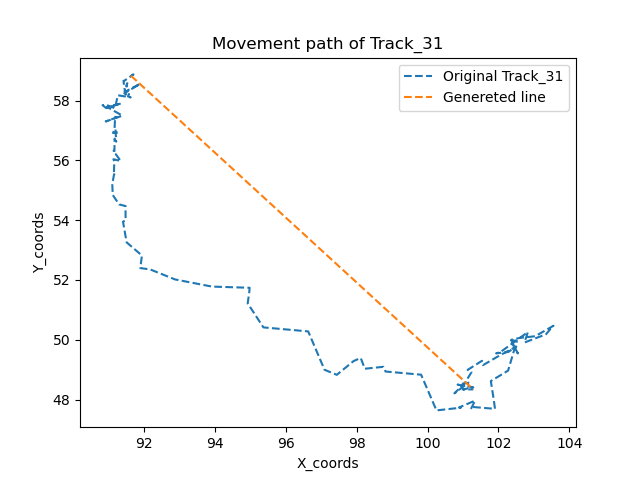 Movement path of Track_31
Original Track_31
Genereted line
Y_coords
58
56
54
52
50
48
92
94
96
98
100
102
104
X_coords